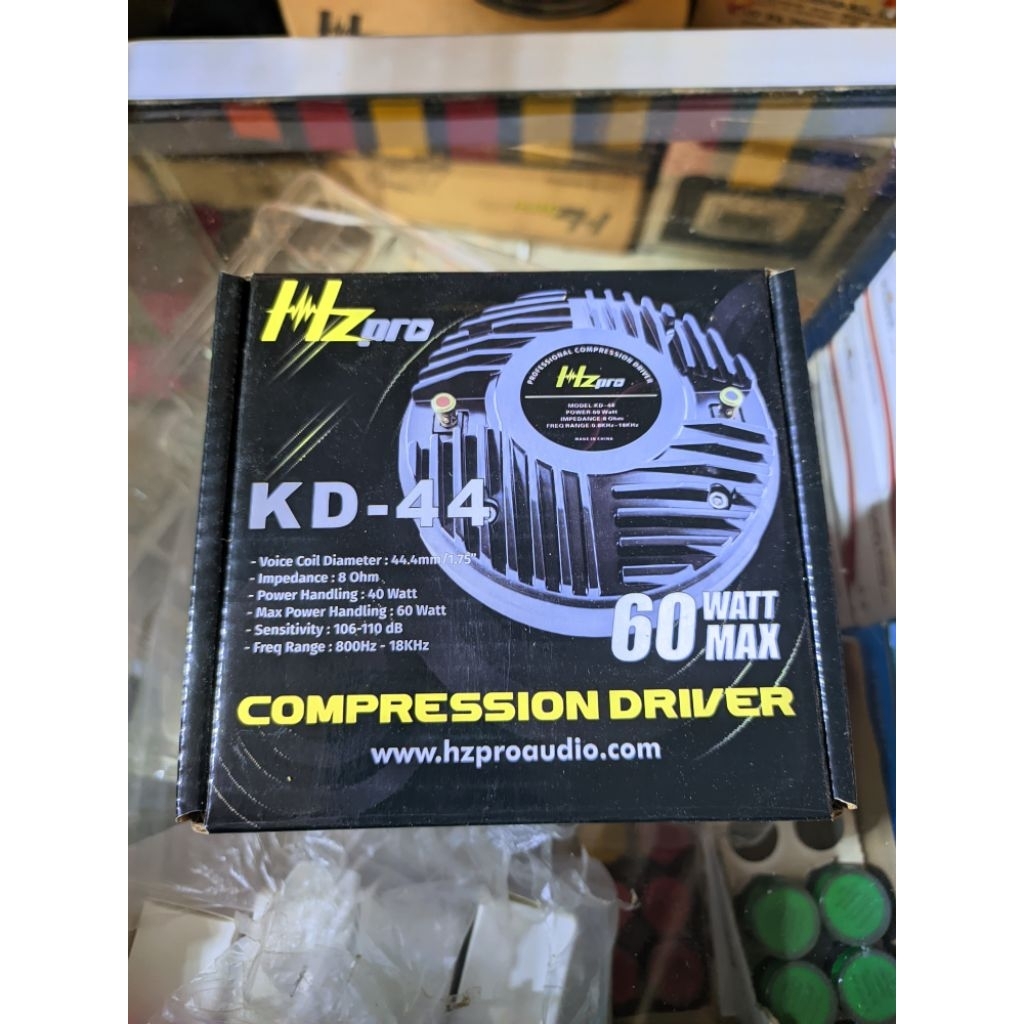 Hzpro
PROFESSIONAL COMPRESSION DRIVER
Hzpro
MODEL:KD-44
POWER:60 Watt
IMPEDANCE:8 Ohm
FREQ RANGE:0.8KHz-18KHz
MADE IN CHINA
KD-44
- Voice Coil Diameter : 44.4mm/1.75"
- Impedance : 8 Ohm
- Power Handling : 40 Watt
- Max Power Handling : 60 Watt
- Sensitivity : 106-110 dB
- Freq Range : 800Hz - 18KHz
60 WATT
MAX
COMPRESSION DRIVER
www.hzproaudio.com